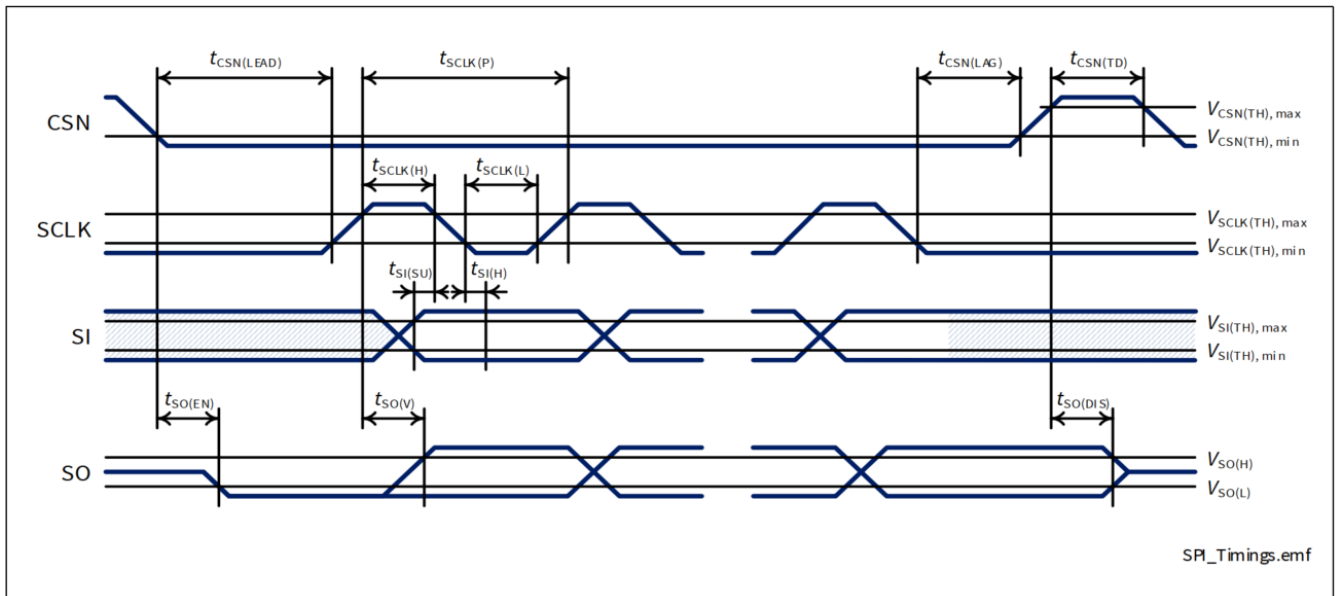 tCSN(LEAD) tSCLK(P) tCSN(LAG) tCSN(TD)
CSN
VCSN(TH), max
VCSN(TH), min
tSCLK(H) tSCLK(L)
SCLK
VSCLK(TH), max
VSCLK(TH), min
tSI(SU) tSI(H)
SI
VSI(TH), max
VSI(TH), min
tSO(EN) tSO(V) tSO(DIS)
SO
VSO(H)
VSO(L)
SPI_Timings.emf